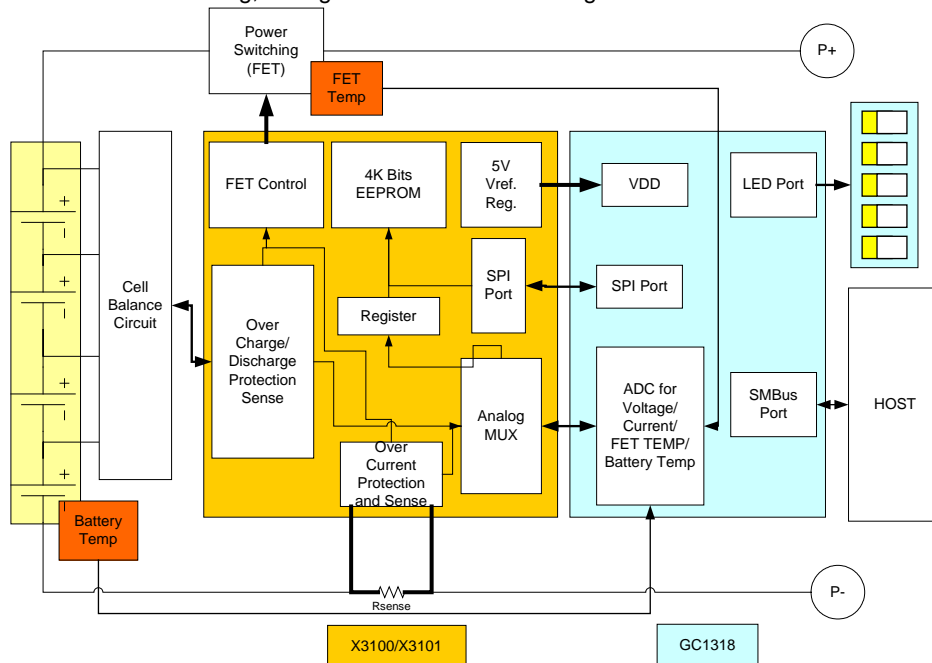 Power
Switching
(FET)
P+
FET
Temp
FET Control
4K Bits
EEPROM
5V
Vref.
Reg.
VDD
LED Port
+
–
+
–
+
–
+
–
Cell
Balance
Circuit
SPI
Port
SPI Port
Over
Charge/
Discharge
Protection
Sense
Register
Analog
MUX
ADC for
Voltage/
Current/
FET TEMP/
Battery Temp
SMBus
Port
HOST
Over
Current
Protection
and Sense
Battery
Temp
Rsense
P-
X3100/X3101
GC1318